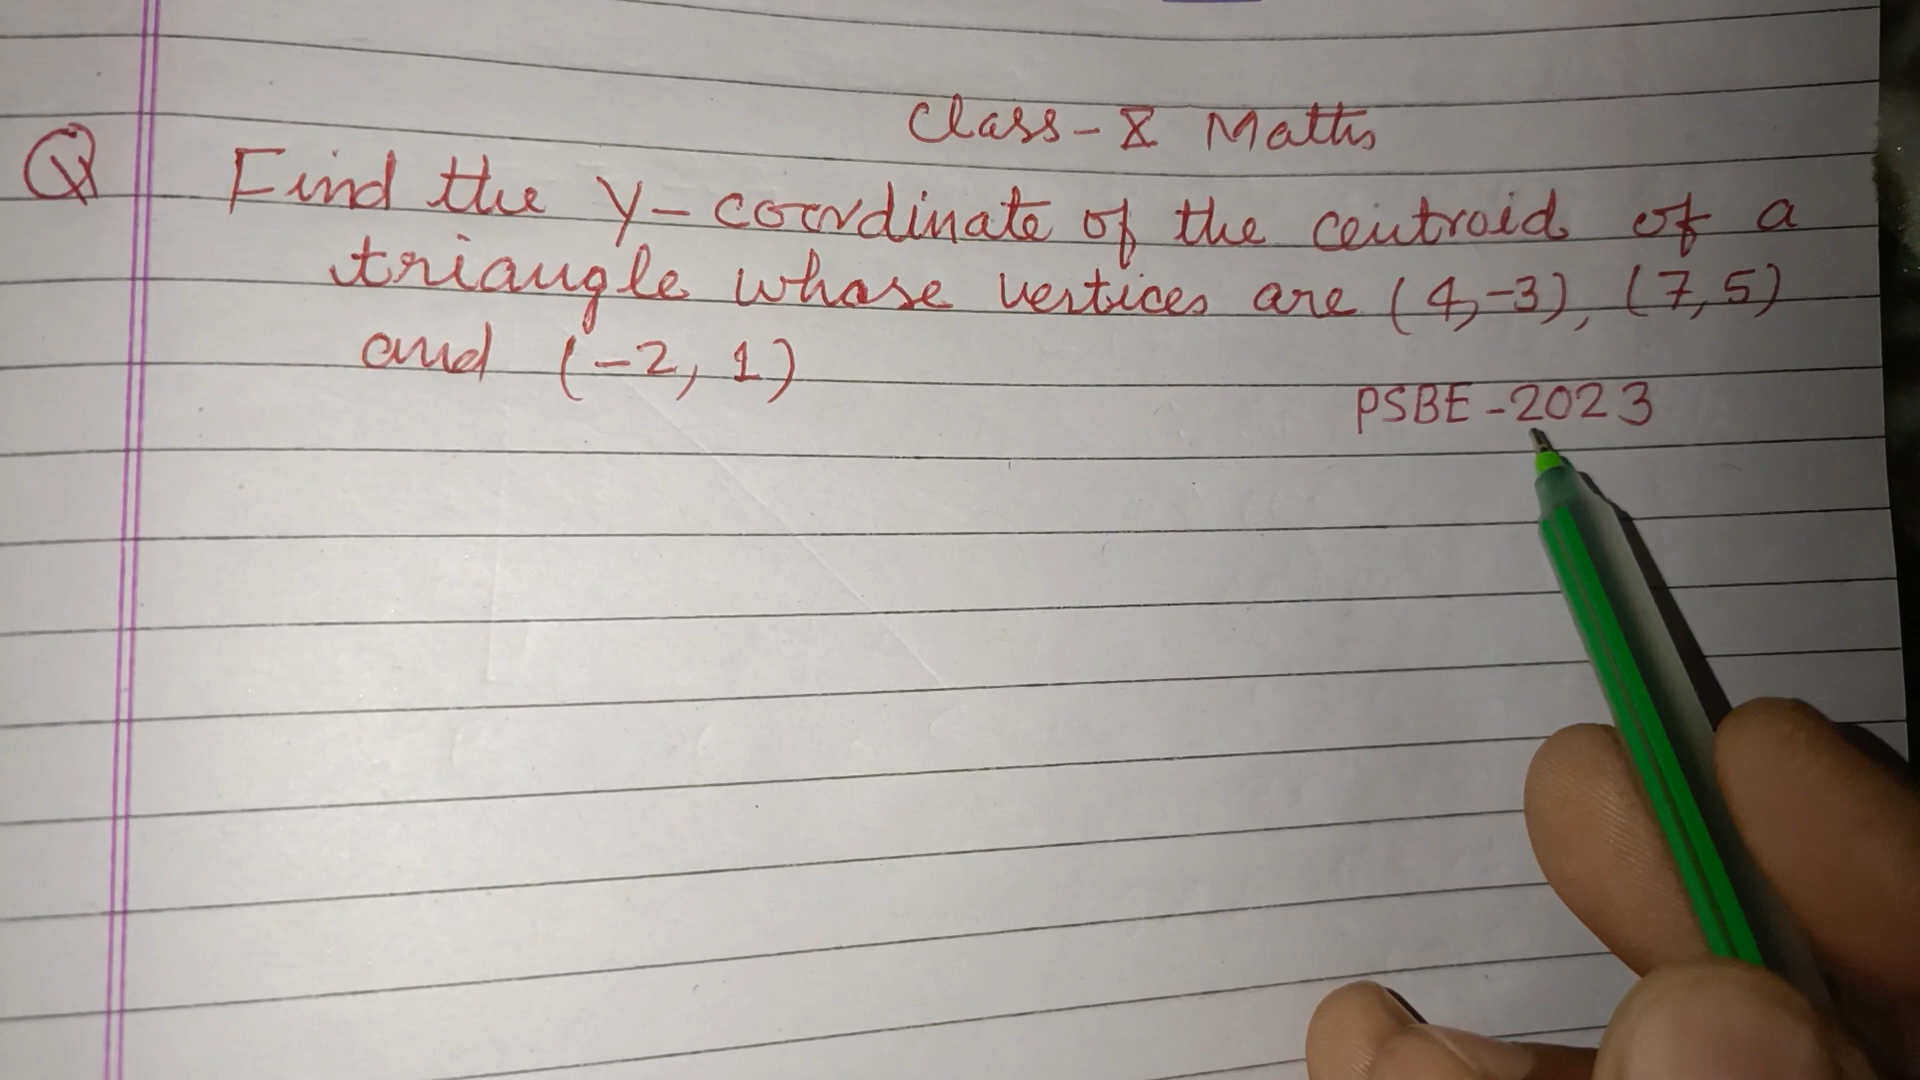 Class-X Maths
Q Find the Y-coordinate of the centroid of a
triangle whose vertices are (4,-3), (7,5)
and (-2, 1)
PSBE-2023